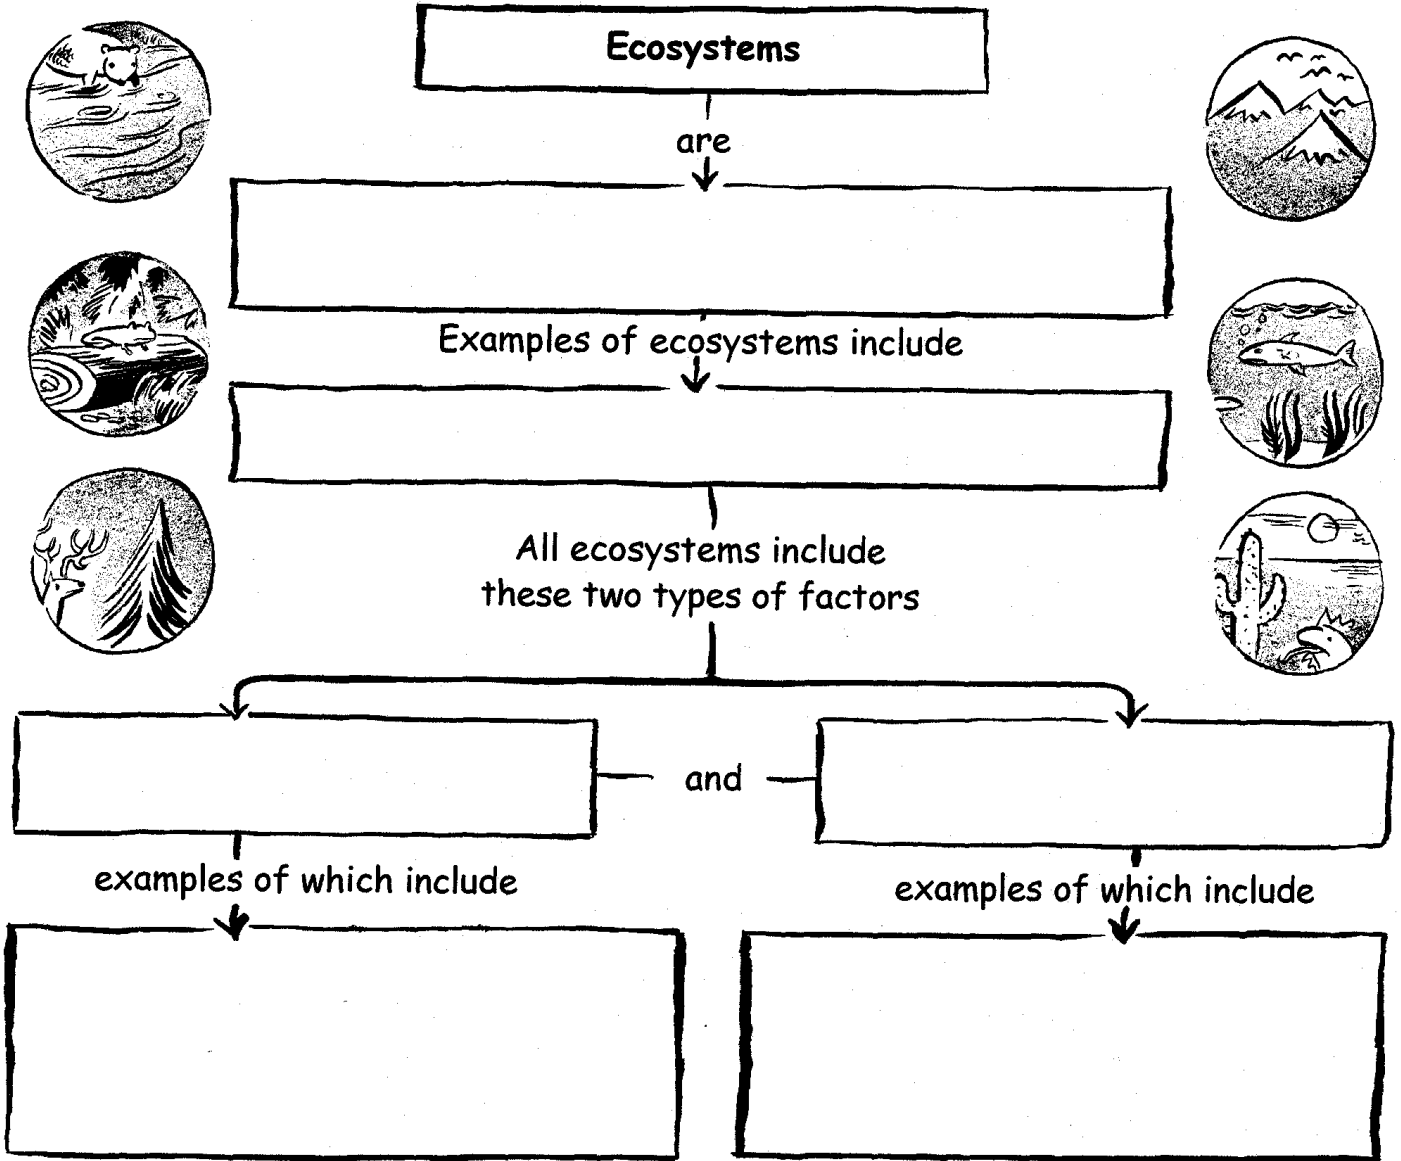 Ecosystems
are
Examples of ecosystems include
All ecosystems include
these two types of factors
and
examples of which include
examples of which include